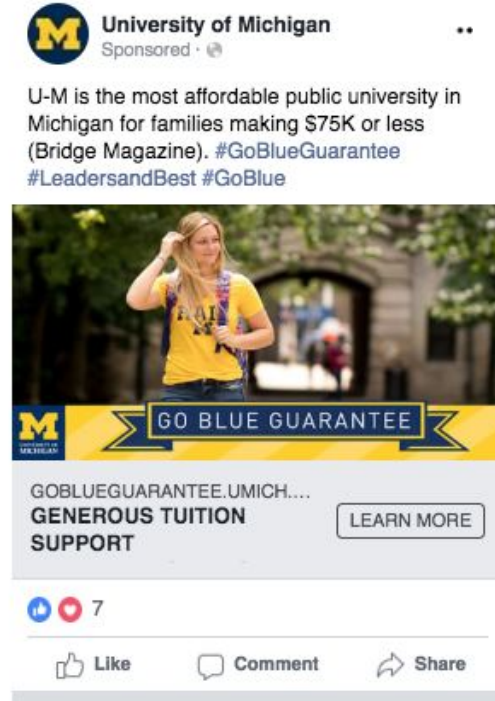 University of Michigan
Sponsored ·
U-M is the most affordable public university in
Michigan for families making $75K or less
(Bridge Magazine). #GoBlueGuarantee
#LeadersandBest #GoBlue
M
UNIVERSITY OF
MICHIGAN
GO BLUE GUARANTEE
GOBLUEGUARANTEE.UMICH....
GENEROUS TUITION
SUPPORT
LEARN MORE
7
Like Comment Share